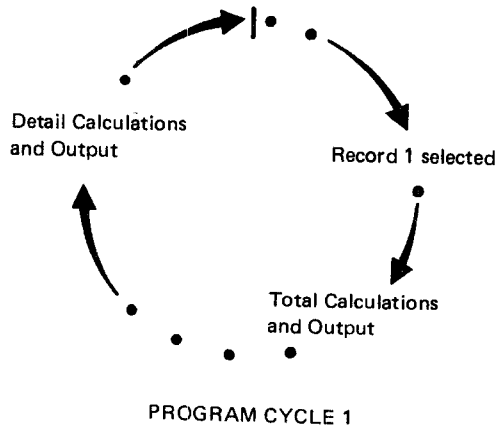 Detail Calculations
and Output
Record 1 selected
Total Calculations
and Output
PROGRAM CYCLE 1